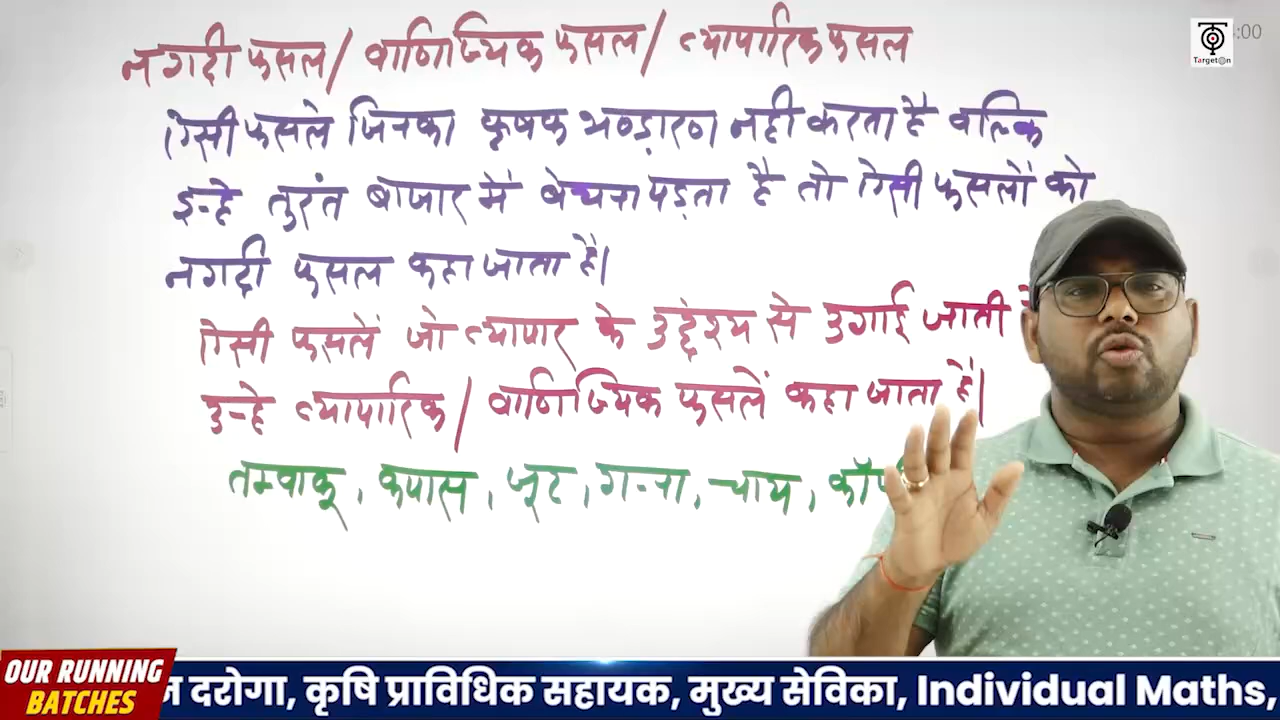 नगदी फसल/ वाणिज्यिक फसल/ व्यापारिक फसल
:00
Target@n
ऐसी फसले जिनका कृषक भण्ड़ारण नही करता है वल्कि
इन्हे तुरंत बाजार में बेचना पड़ता है तो ऐसी फसलों को
नगदी फसल कहा जाता है।
ऐसी फसलें जो व्यापार के उद्देश्य से उगाई जाती
उन्हे व्यापारिक/ वाणिज्यिक फसलें कहा जाता हैं।
तम्वाकू, कपास, जूट, गन्ना, चाय,
OUR RUNNING
BATCHES
दरोगा, कृषि प्राविधिक सहायक, मुख्य सेविका, Individual Maths,